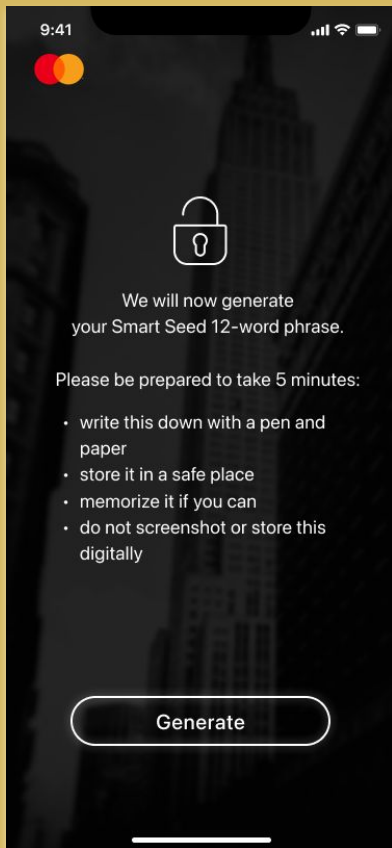 9:41
We will now generate
your Smart Seed 12-word phrase.
Please be prepared to take 5 minutes:
• write this down with a pen and
paper
• store it in a safe place
• memorize it if you can
• do not screenshot or store this
digitally
Generate